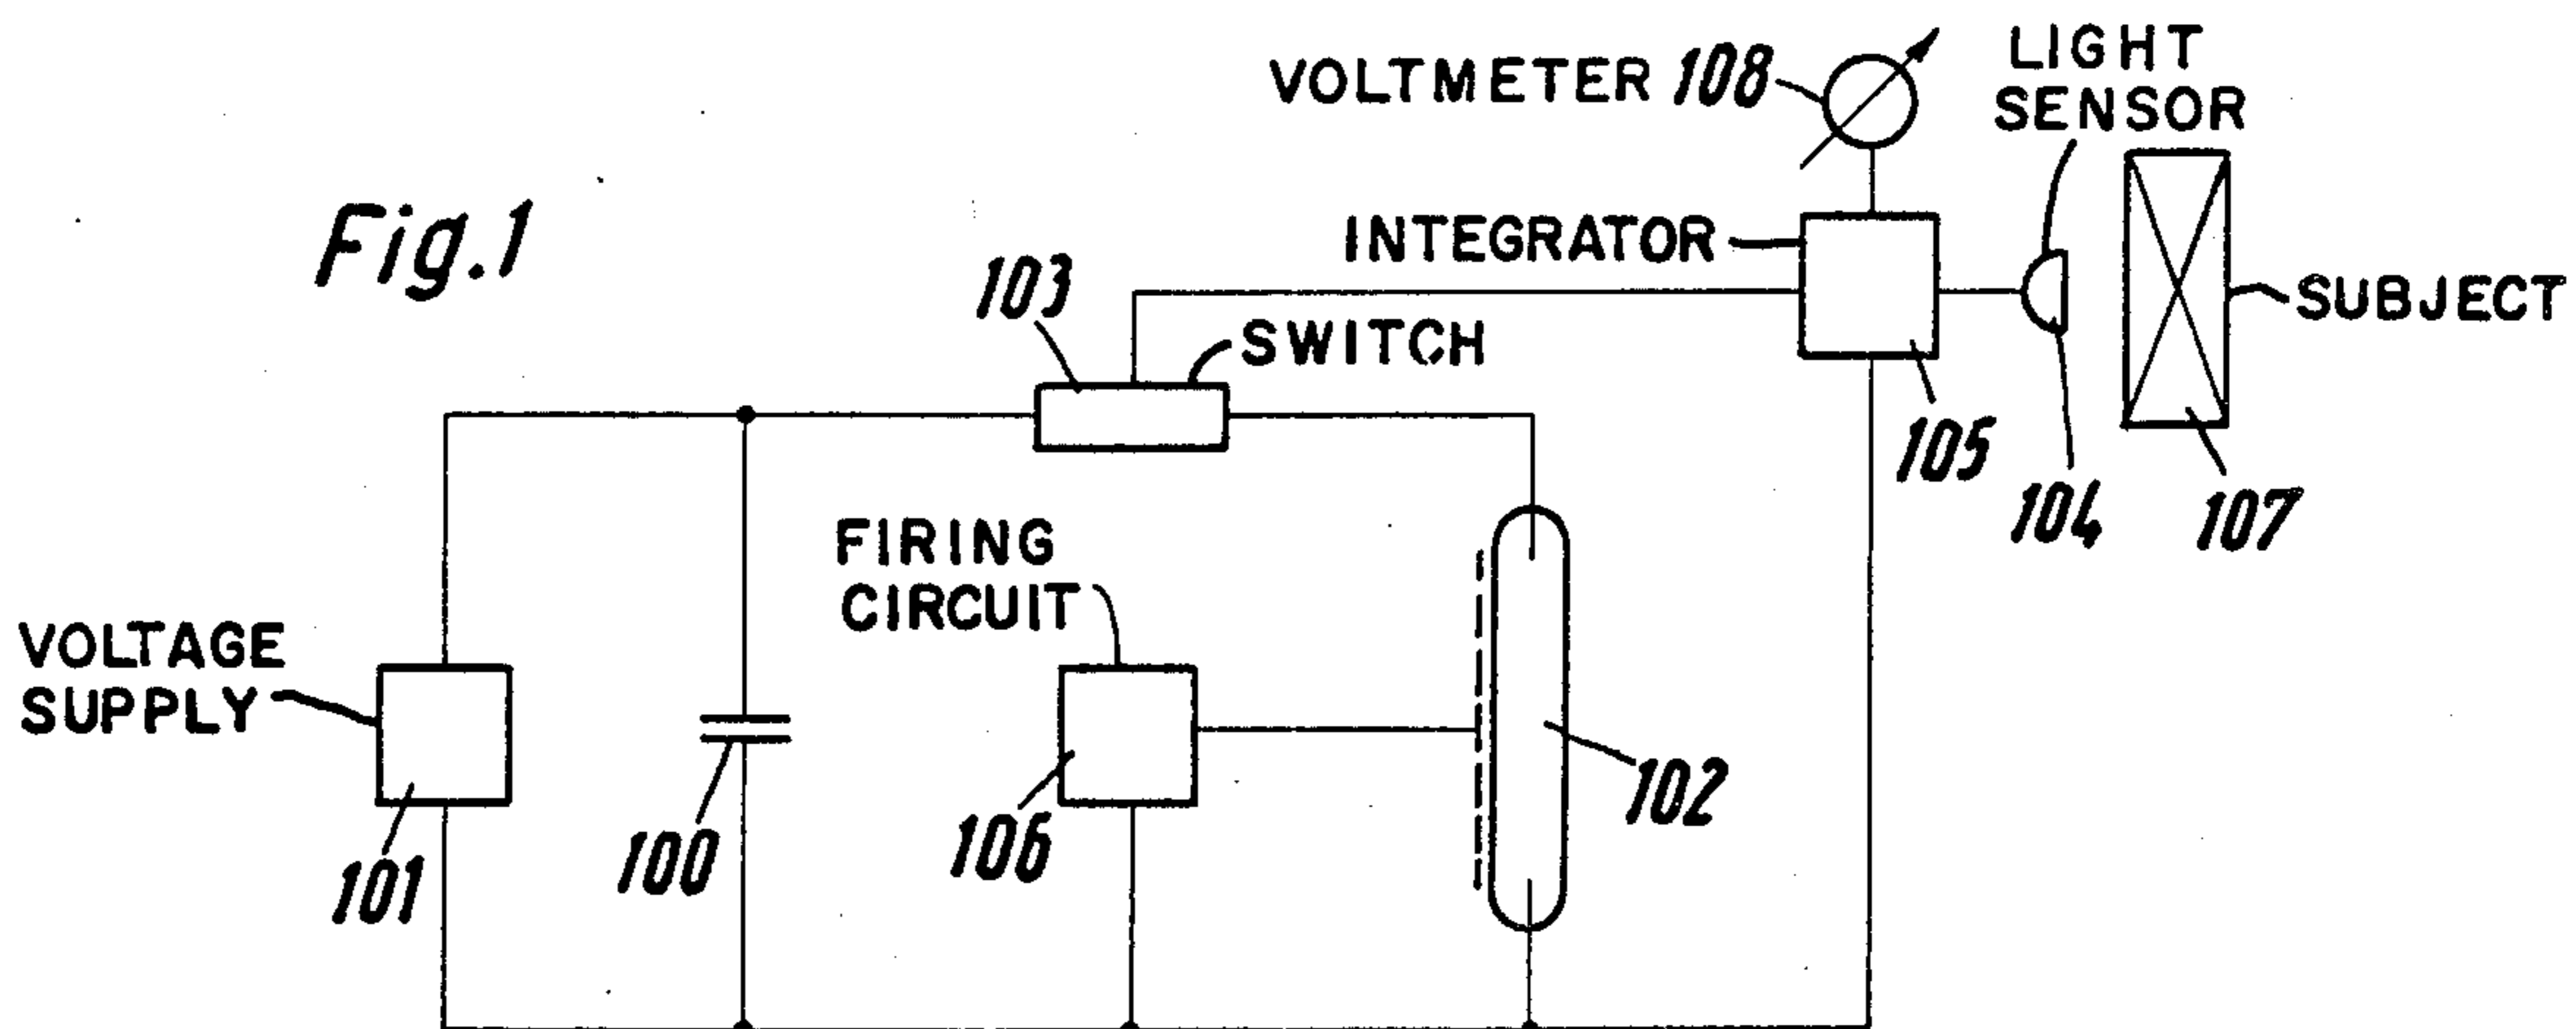 VOLTMETER 108
LIGHT
SENSOR
Fig.1
INTEGRATOR
103
SWITCH
SUBJECT
105
104
107
FIRING
CIRCUIT
VOLTAGE
SUPPLY
101
100
106
102